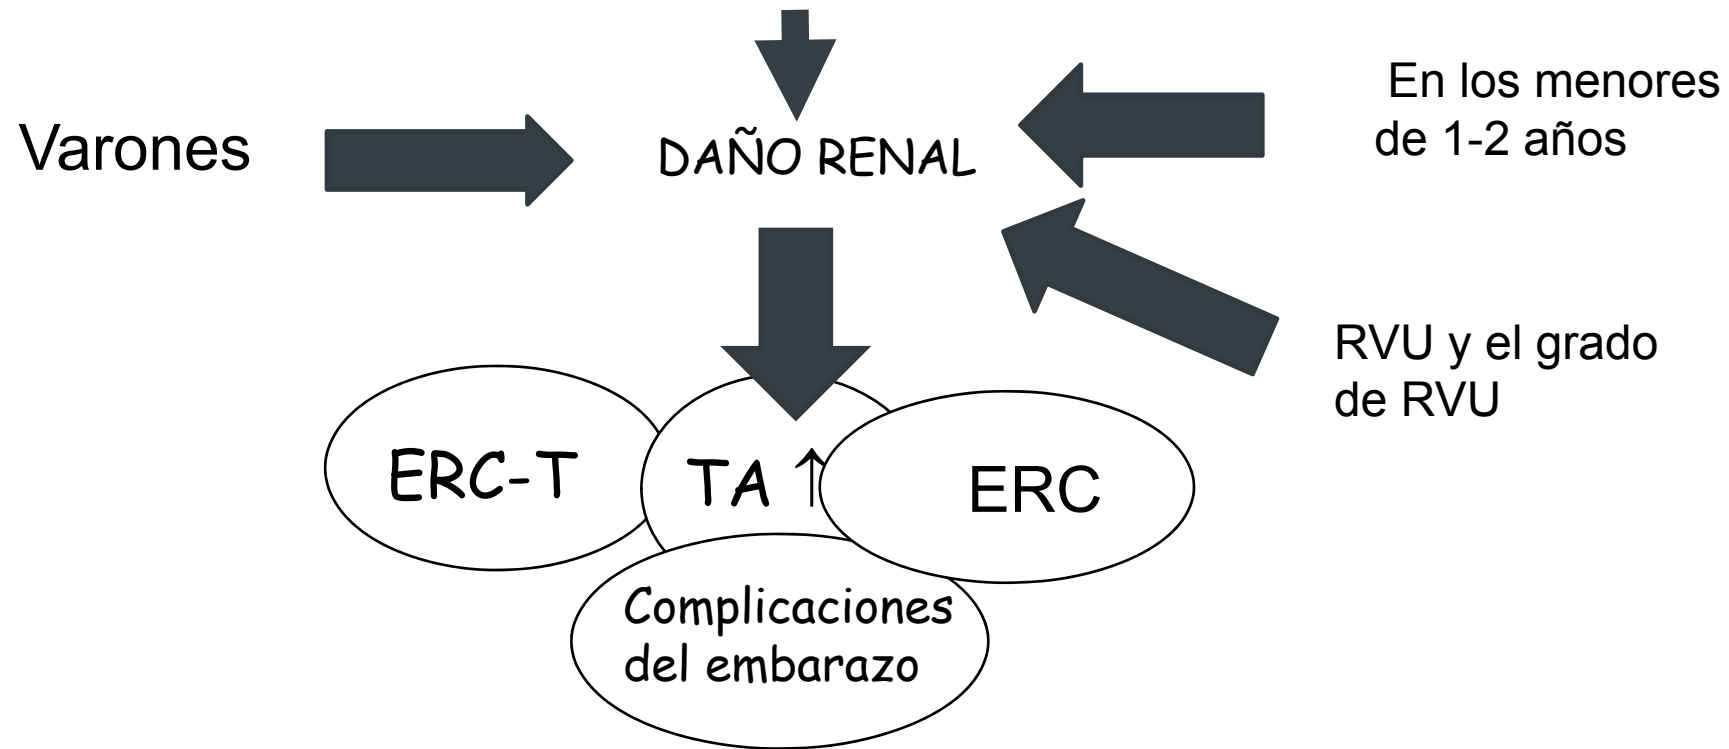 En los menores
de 1-2 años
Varones
DAÑO RENAL
RVU y el grado
de RVU
ERC-T
TA ↑
ERC
Complicaciones
del embarazo